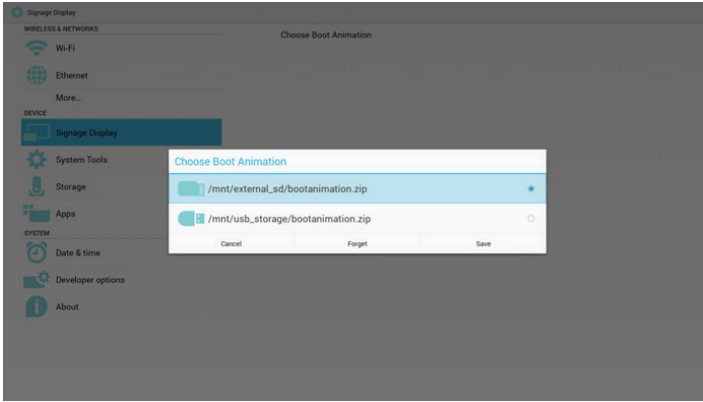 Signage Display
WIRELESS & NETWORKS
Choose Boot Animation
Wi-Fi
Ethernet
More...
DEVICE
Signage Display
System Tools
Storage
Apps
SYSTEM
Date & time
Developer options
About
Choose Boot Animation
/mnt/external_sd/bootanimation.zip
/mnt/usb_storage/bootanimation.zip
Cancel Forget Save